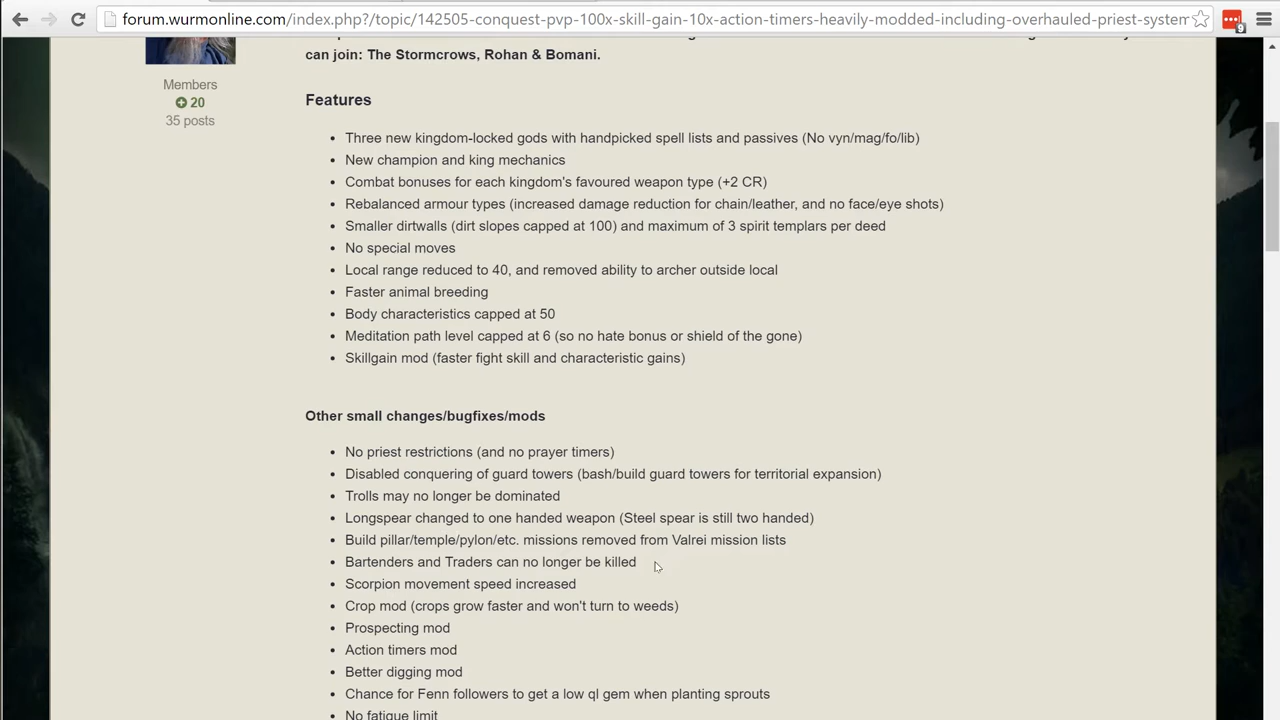 forum.wurmonline.com/index.php?/topic/142505-conquest-pvp-100x-skill-gain-10x-action-timers-heavily-modded-including-overhauled-priest-system
9
can join: The Stormcrows, Rohan & Bomani.
Members
20
35 posts
Features
• Three new kingdom-locked gods with handpicked spell lists and passives (No vyn/mag/fo/lib)
• New champion and king mechanics
• Combat bonuses for each kingdom's favoured weapon type (+2 CR)
• Rebalanced armour types (increased damage reduction for chain/leather, and no face/eye shots)
• Smaller dirtwalls (dirt slopes capped at 100) and maximum of 3 spirit templars per deed
• No special moves
• Local range reduced to 40, and removed ability to archer outside local
• Faster animal breeding
• Body characteristics capped at 50
• Meditation path level capped at 6 (so no hate bonus or shield of the gone)
• Skillgain mod (faster fight skill and characteristic gains)
Other small changes/bugfixes/mods
• No priest restrictions (and no prayer timers)
• Disabled conquering of guard towers (bash/build guard towers for territorial expansion)
• Trolls may no longer be dominated
• Longspear changed to one handed weapon (Steel spear is still two handed)
• Build pillar/temple/pylon/etc. missions removed from Valrei mission lists
• Bartenders and Traders can no longer be killed
• Scorpion movement speed increased
• Crop mod (crops grow faster and won't turn to weeds)
• Prospecting mod
• Action timers mod
• Better digging mod
• Chance for Fenn followers to get a low ql gem when planting sprouts
• No fatigue limit